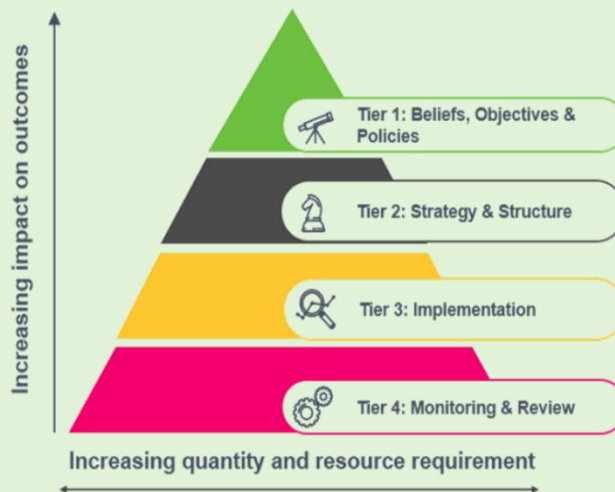 Increasing impact on outcomes
Tier 1: Beliefs, Objectives &
Policies
Tier 2: Strategy & Structure
Tier 3: Implementation
Tier 4: Monitoring & Review
Increasing quantity and resource requirement